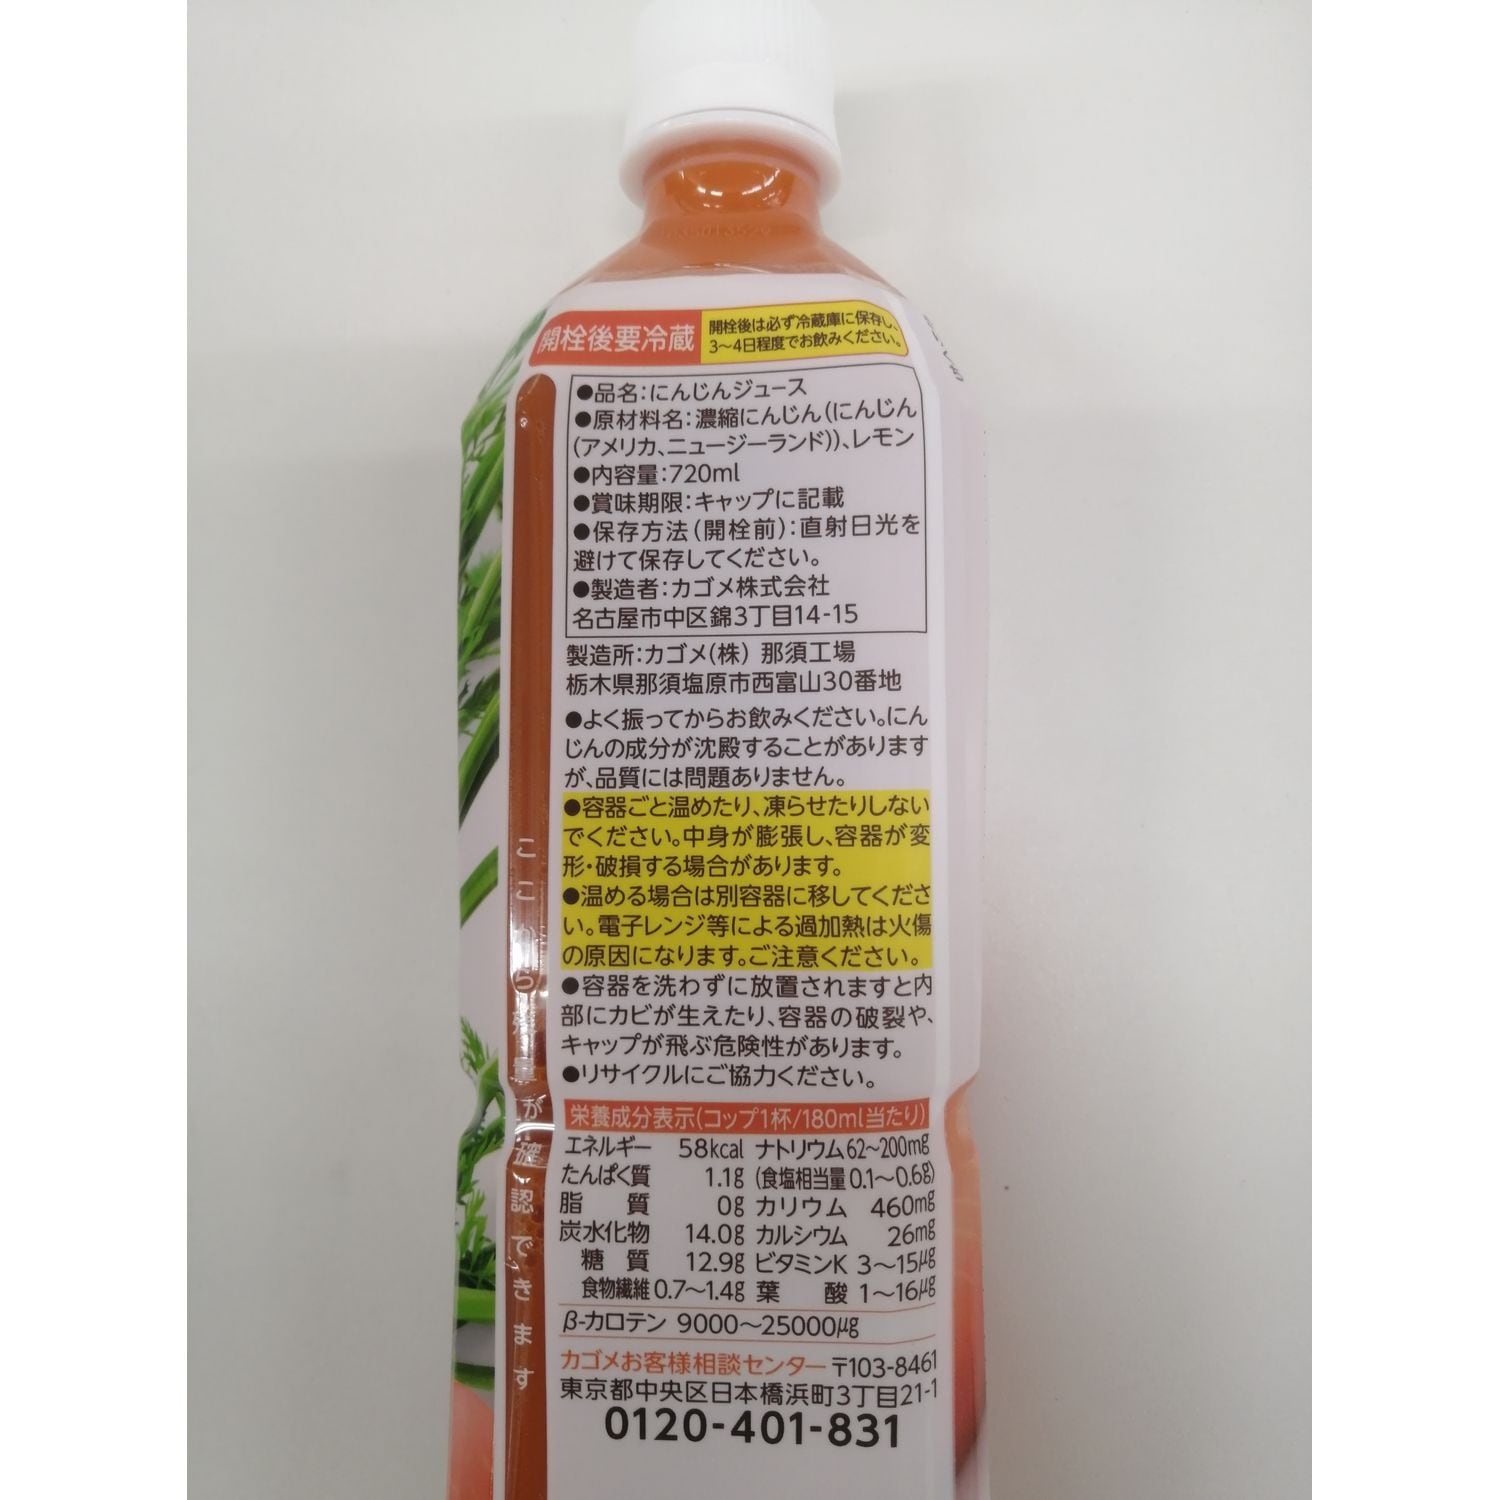 開栓後要冷蔵
開栓後は必ず冷蔵庫に保存し、
3～4日程度でお飲みください。
●品名：にんじんジュース
●原材料名：濃縮にんじん（にんじん
（アメリカ、ニュージーランド））、レモン
●内容量：720ml
●賞味期限：キャップに記載
●保存方法（開栓前）：直射日光を
避けて保存してください。
●製造者：カゴメ株式会社
名古屋市中区錦3丁目14-15
製造所：カゴメ（株） 那須工場
栃木県那須塩原市西富山30番地
●よく振ってからお飲みください。にん
じんの成分が沈殿することがあります
が、品質には問題ありません。
●容器ごと温めたり、凍らせたりしない
でください。中身が膨張し、容器が変
形・破損する場合があります。
●温める場合は別容器に移してくださ
い。電子レンジ等による過加熱は火傷
の原因になります。ご注意ください。
●容器を洗わずに放置されますと内
部にカビが生えたり、容器の破裂や、
キャップが飛ぶ危険性があります。
●リサイクルにご協力ください。
栄養成分表示（コップ1杯/180ml当たり）
エネルギー 58kcal ナトリウム 62～200mg
たんぱく質 1.1g （食塩相当量 0.1～0.6g）
脂質 0g カリウム 460mg
炭水化物 14.0g カルシウム 26mg
糖質 12.9g ビタミンK 3～15μg
食物繊維 0.7～1.4g 葉酸 1～16μg
β-カロテン 9000～25000μg
カゴメお客様相談センター 〒103-8461
東京都中央区日本橋浜町3丁目21-1
0120-401-831
ここから残量が確認できます